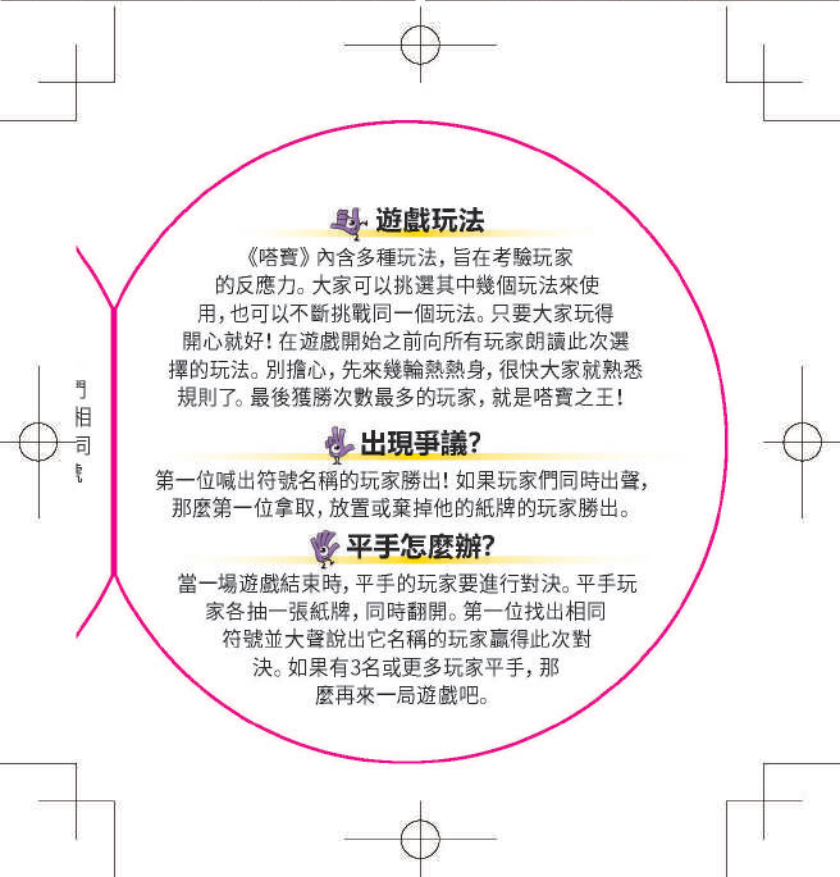 遊戲玩法
《嗒寶》內含多種玩法，旨在考驗玩家
的反應力。大家可以挑選其中幾個玩法來使
用，也可以不斷挑戰同一個玩法。只要大家玩得
開心就好！在遊戲開始之前向所有玩家朗讀此次選
擇的玩法。別擔心，先來幾輪熱熱身，很快大家就熟悉
規則了。最後獲勝次數最多的玩家，就是嗒寶之王！
出現爭議？
第一位喊出符號名稱的玩家勝出！如果玩家們同時出聲，
那麼第一位拿取，放置或棄掉他的紙牌的玩家勝出。
平手怎麼辦？
當一場遊戲結束時，平手的玩家要進行對決。平手玩
家各抽一張紙牌，同時翻開。第一位找出相同
符號並大聲說出它名稱的玩家贏得此次對
決。如果有3名或更多玩家平手，那
麼再來一局遊戲吧。
相
同